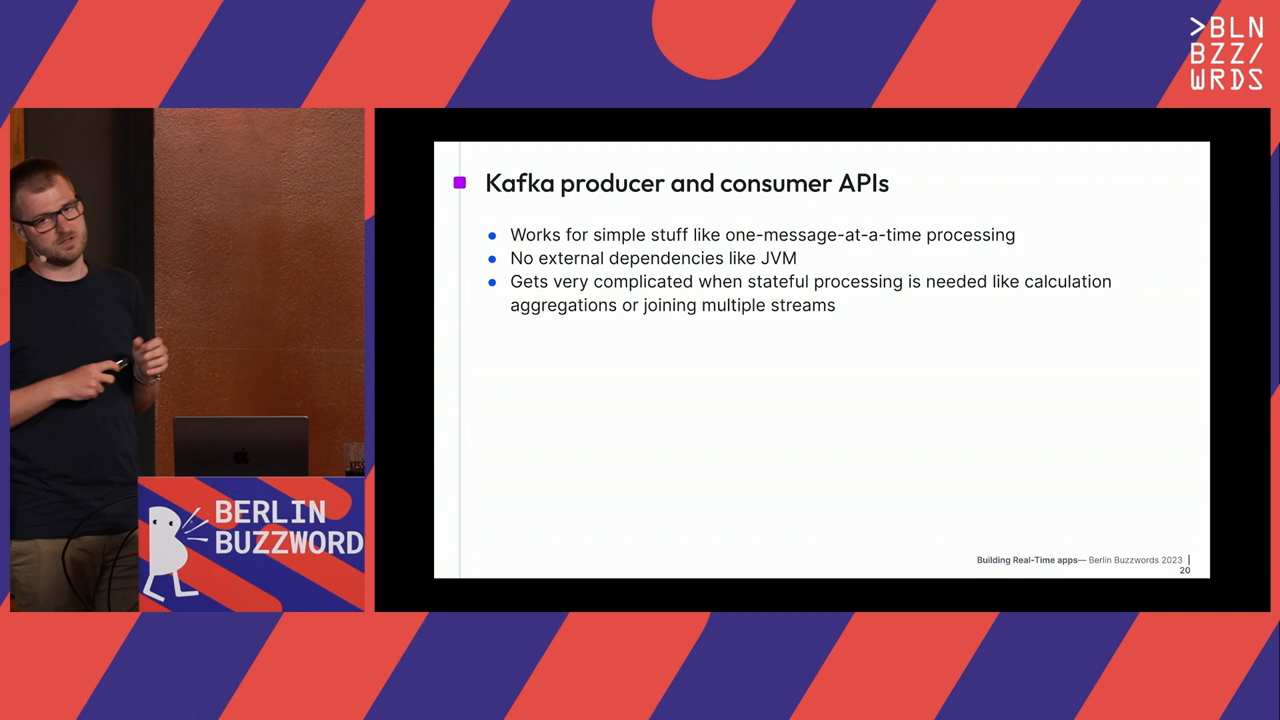 >BLN
BZZ/
WRDS
Kafka producer and consumer APIs
Works for simple stuff like one-message-at-a-time processing
No external dependencies like JVM
Gets very complicated when stateful processing is needed like calculation
aggregations or joining multiple streams
Building Real-Time apps— Berlin Buzzwords 2023 |
20
BERLIN
BUZZWORD